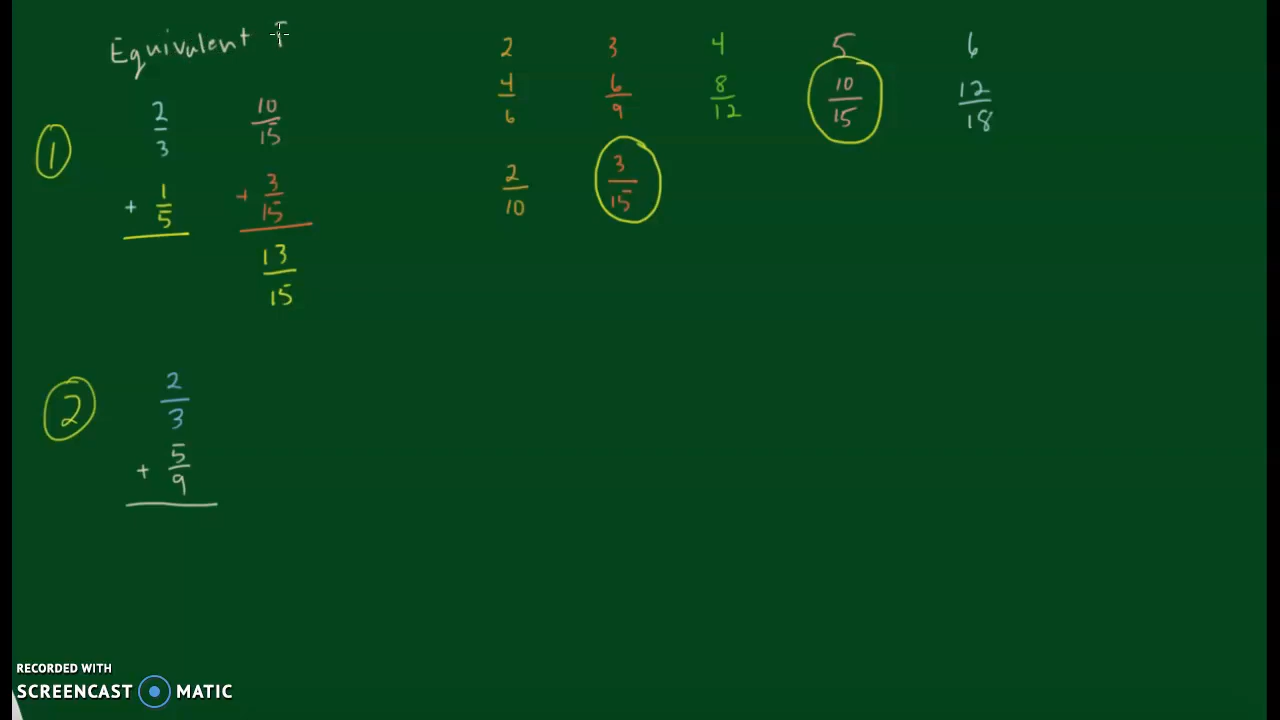 Equivalent F
2 3 4 5 6
① 2/3 10/15 4/6 6/9 8/12 10/15 12/18
+ 1/5 + 3/15 2/10 3/15
13/15
② 2/3
+ 5/9
RECORDED WITH
SCREENCAST MATIC